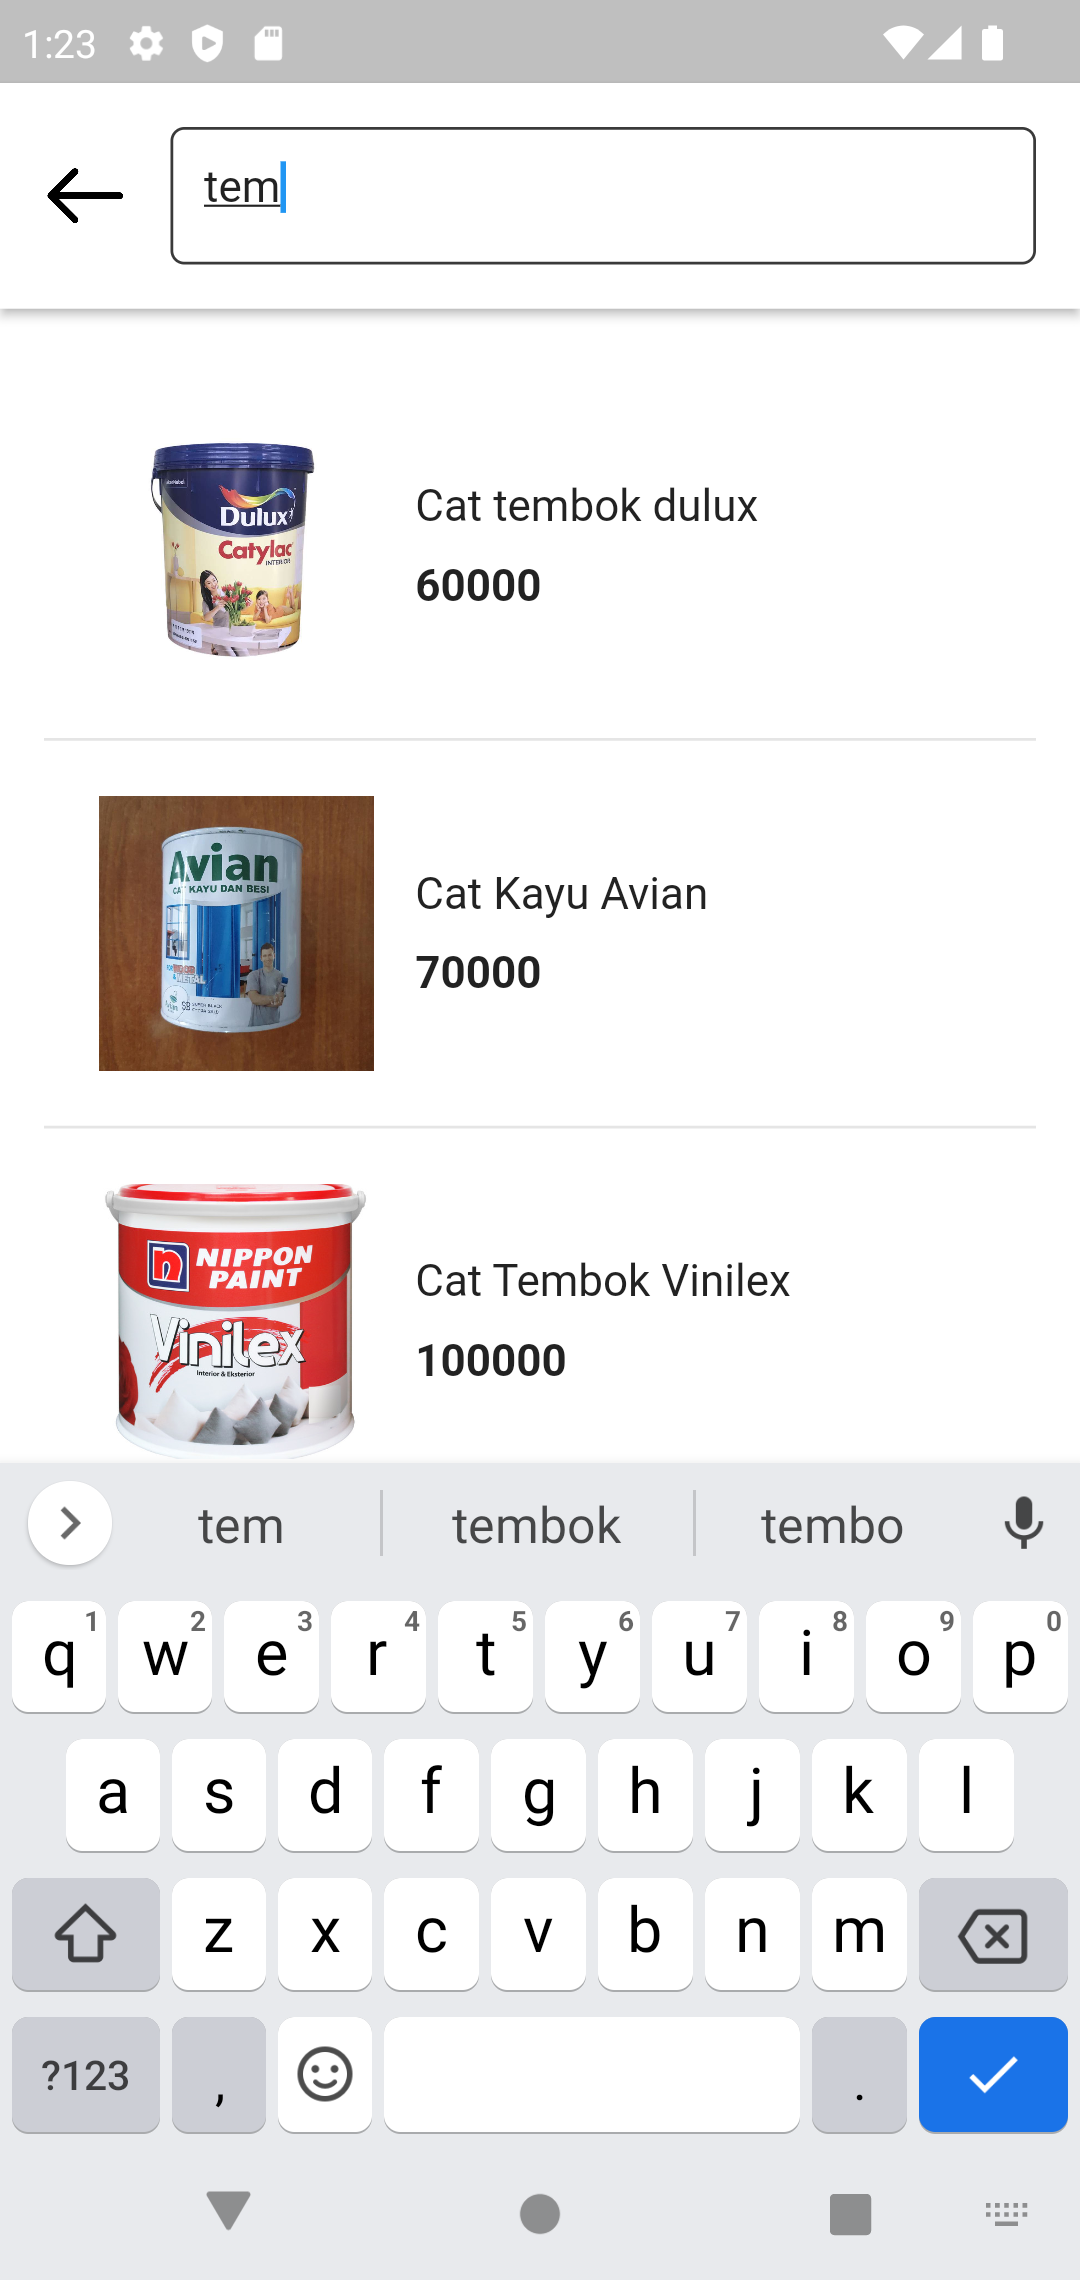 1:23
tem
Dulux
Catylac
INTERIOR
Cat tembok dulux
60000
Avian
CAT KAYU DAN BESI
Cat Kayu Avian
70000
n NIPPON
PAINT
Vinilex
Interior & Eksterior
Cat Tembok Vinilex
100000
tem tembok tembo
q1 w2 e3 r4 t5 y6 u7 i8 o9 p0
a s d f g h j k l
z x c v b n m
?123 , .